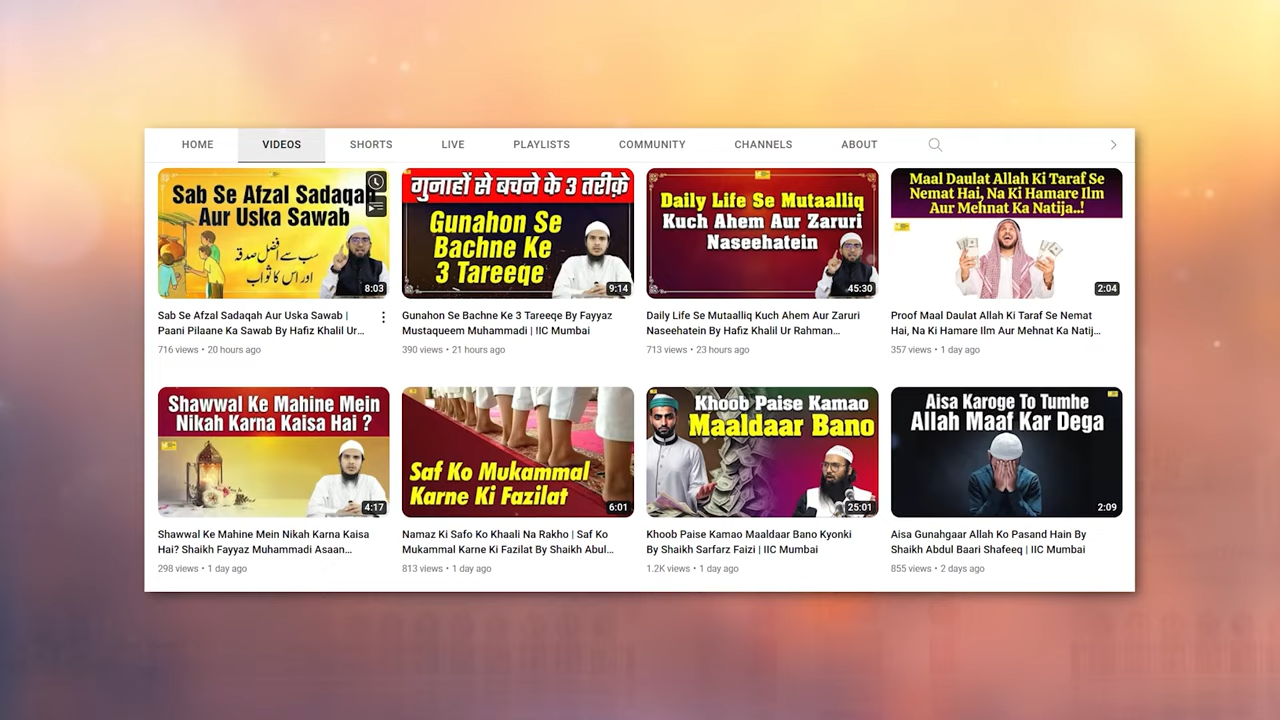 HOME VIDEOS SHORTS LIVE PLAYLISTS COMMUNITY CHANNELS ABOUT
Sab Se Afzal Sadaqah
Aur Uska Sawab
سب سے افضل صدقہ
اور اس کا ثواب
8:03
Sab Se Afzal Sadaqah Aur Uska Sawab |
Paani Pilaane Ka Sawab By Hafiz Khalil Ur...
716 views • 20 hours ago
गुनाहों से बचने के 3 तरीक़े
Gunahon Se
Bachne Ke
3 Tareeqe
9:14
Gunahon Se Bachne Ke 3 Tareeqe By Fayyaz
Mustaqueem Muhammadi | !IC Mumbai
390 views • 21 hours ago
Daily Life Se Mutaalliq
Kuch Ahem Aur Zaruri
Naseehatein
45:30
Daily Life Se Mutaalliq Kuch Ahem Aur Zaruri
Naseehatein By Hafiz Khalil Ur Rahman...
713 views • 23 hours ago
Maal Daulat Allah Ki Taraf Se
Nemat Hai, Na Ki Hamare Ilm
Aur Mehnat Ka Natija..!
2:04
Proof Maal Daulat Allah Ki Taraf Se Nemat
Hai, Na Ki Hamare Ilm Aur Mehnat Ka Natij...
357 views • 1 day ago
Shawwal Ke Mahine Mein
Nikah Karna Kaisa Hai ?
4:17
Shawwal Ke Mahine Mein Nikah Karna Kaisa
Hai? Shaikh Fayyaz Muhammadi Asaan...
298 views • 1 day ago
Saf Ko Mukammal
Karne Ki Fazilat
6:01
Namaz Ki Safo Ko Khaali Na Rakho | Saf Ko
Mukammal Karne Ki Fazilat By Shaikh Abul...
813 views • 1 day ago
Khoob Paise Kamao
Maaldaar Bano
25:01
Khoob Paise Kamao Maaldaar Bano Kyonki
By Shaikh Sarfarz Faizi | IIC Mumbai
1.2K views • 1 day ago
Aisa Karoge To Tumhe
Allah Maaf Kar Dega
2:09
Aisa Gunahgaar Allah Ko Pasand Hain By
Shaikh Abdul Baari Shafeeq | IIC Mumbai
855 views • 2 days ago